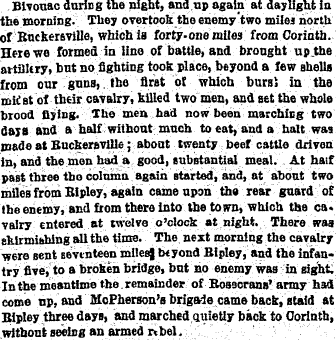 Bivouac during the night, and up again at daylight in
the morning. They overtook the enemy two miles north
of Ruckersville, which is forty-one miles from Corinth.
Here we formed in line of battle, and brought up the
artillery, but no fighting took place, beyond a few shells
from our guns, the first of which burst in the
midst of their cavalry, killed two men, and set the whole
brood flying. The men had now been marching two
days and a half without much to eat, and a halt was
made at Ruckersville; about twenty beef cattle driven
in, and the men had a good, substantial meal. At half
past three the column again started, and, at about two
miles from Ripley, again came upon the rear guard of
the enemy, and from there into the town, which the ca-
valry entered at twelve o'clock at night. There was
skirmishing all the time. The next morning the cavalry
were sent seventeen miles beyond Ripley, and the infan-
try five, to a broken bridge, but no enemy was in sight.
In the meantime the remainder of Rosecrans' army had
come up, and McPherson's brigade came back, staid at
Ripley three days, and marched quietly back to Corinth,
without seeing an armed rebel.